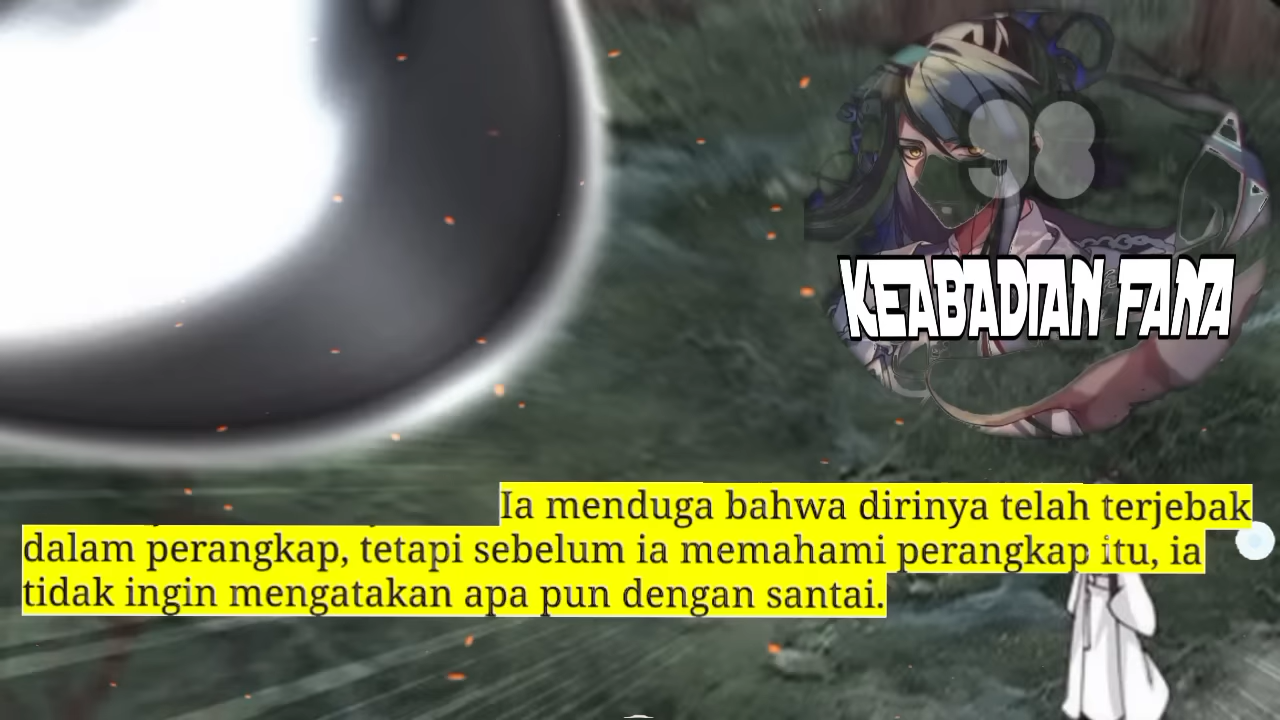 98
KEABADIAN FANA
Ia menduga bahwa dirinya telah terjebak
dalam perangkap, tetapi sebelum ia memahami perangkap itu, ia
tidak ingin mengatakan apa pun dengan santai.